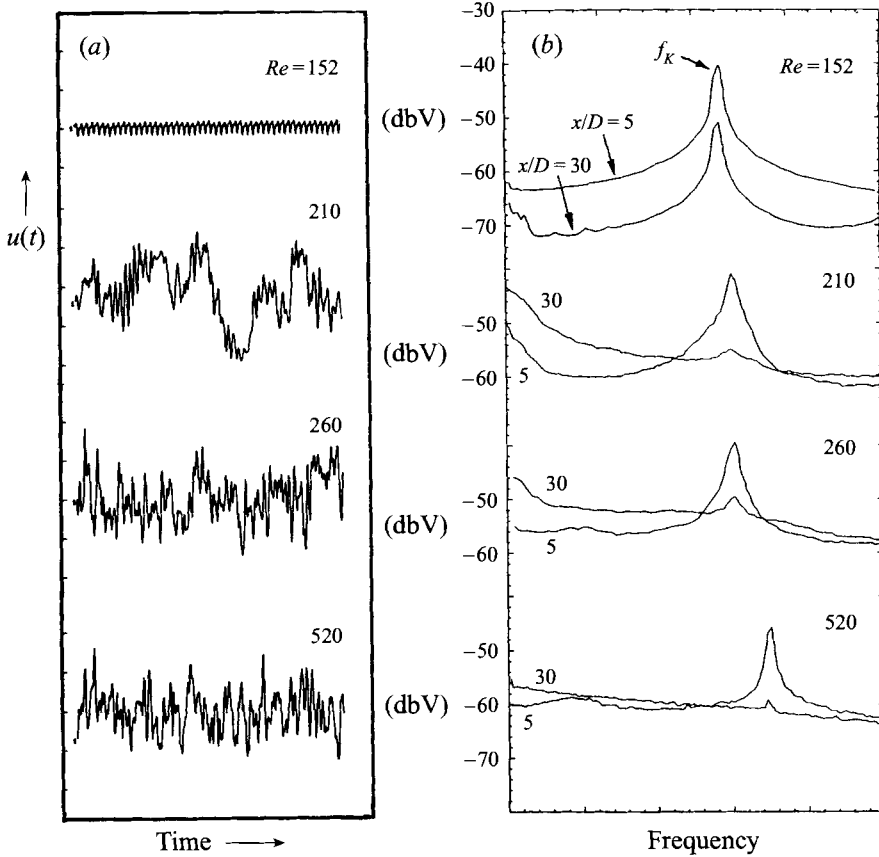 (a)
Re = 152
u(t)
210
260
520
Time
(b)
Re = 152
f_K
x/D = 5
x/D = 30
(dbV)
−30
−40
−50
−60
−70
210
30
5
(dbV)
−50
−60
260
30
5
(dbV)
−50
−60
520
30
5
(dbV)
−50
−60
−70
Frequency